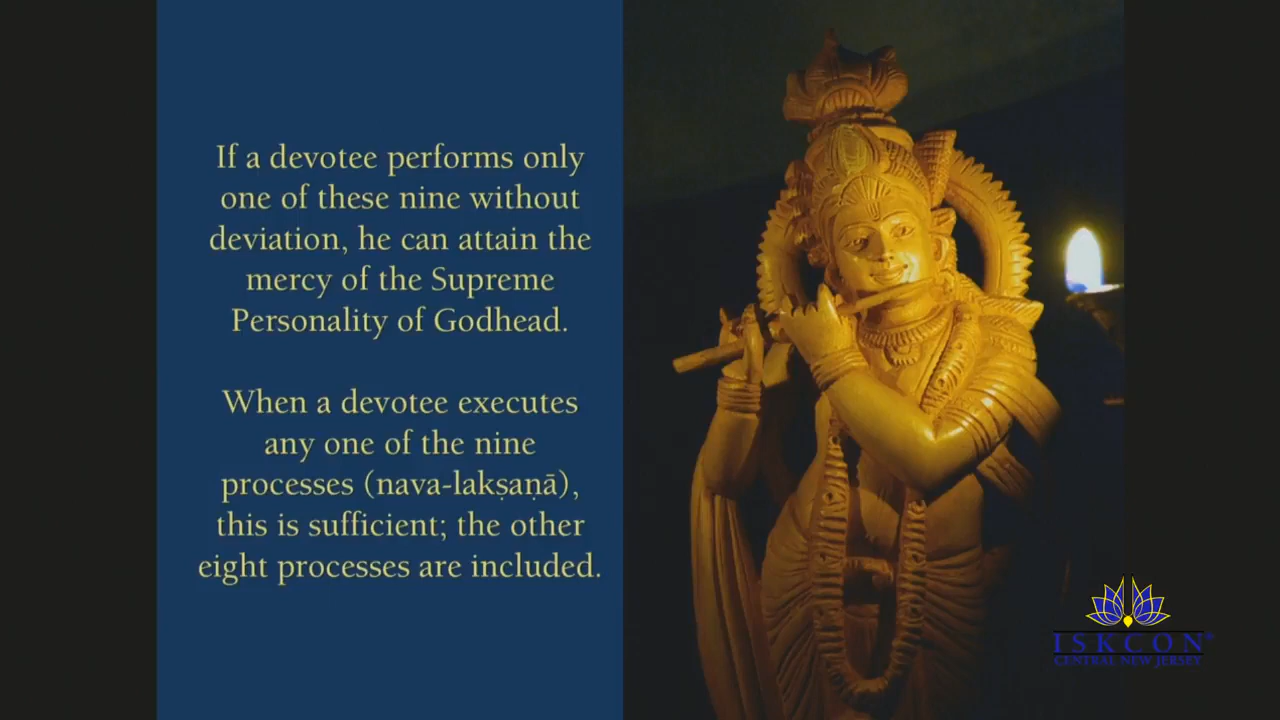 If a devotee performs only
one of these nine without
deviation, he can attain the
mercy of the Supreme
Personality of Godhead.
When a devotee executes
any one of the nine
processes (nava-lakṣaṇā),
this is sufficient; the other
eight processes are included.
ISKCON®
CENTRAL NEW JERSEY